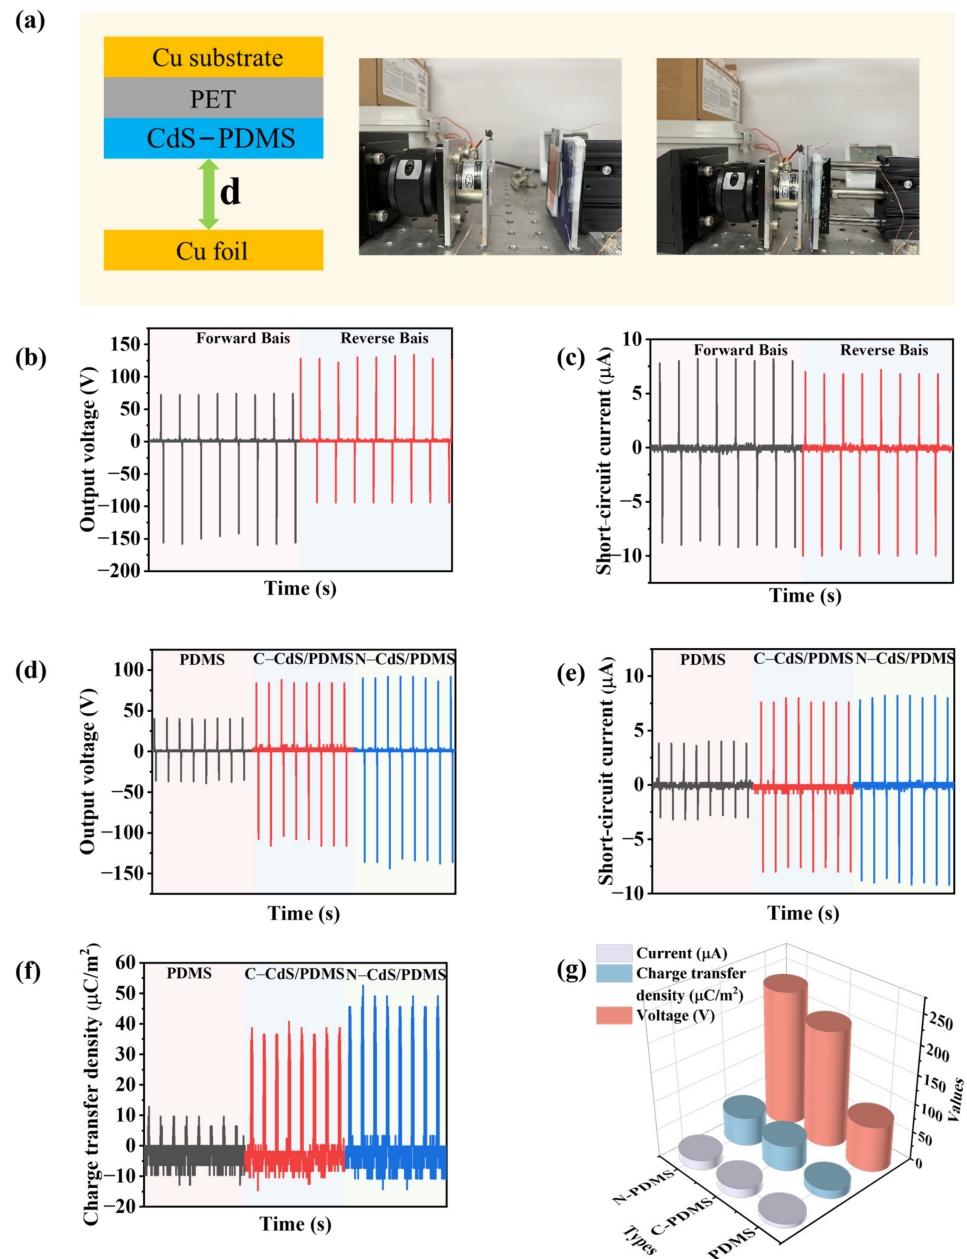 (a)
Cu substrate
PET
CdS–PDMS
d
Cu foil
(b)
Output voltage (V)
150
100
50
0
−50
−100
−150
−200
Forward Bais
Reverse Bais
Time (s)
(c)
Short-circuit current (μA)
10
5
0
−5
−10
Forward Bais
Reverse Bais
Time (s)
(d)
Output voltage (V)
100
50
0
−50
−100
−150
PDMS
C–CdS/PDMS
N–CdS/PDMS
Time (s)
(e)
Short-circuit current (μA)
10
5
0
−5
−10
PDMS
C–CdS/PDMS
N–CdS/PDMS
Time (s)
(f)
Charge transfer density (μC/m²)
60
50
40
30
20
10
0
−10
−20
PDMS
C–CdS/PDMS
N–CdS/PDMS
Time (s)
(g)
Current (μA)
Charge transfer
density (μC/m²)
Voltage (V)
250
200
150
100
50
0
Values
N-PDMS
C-PDMS
PDMS
Types